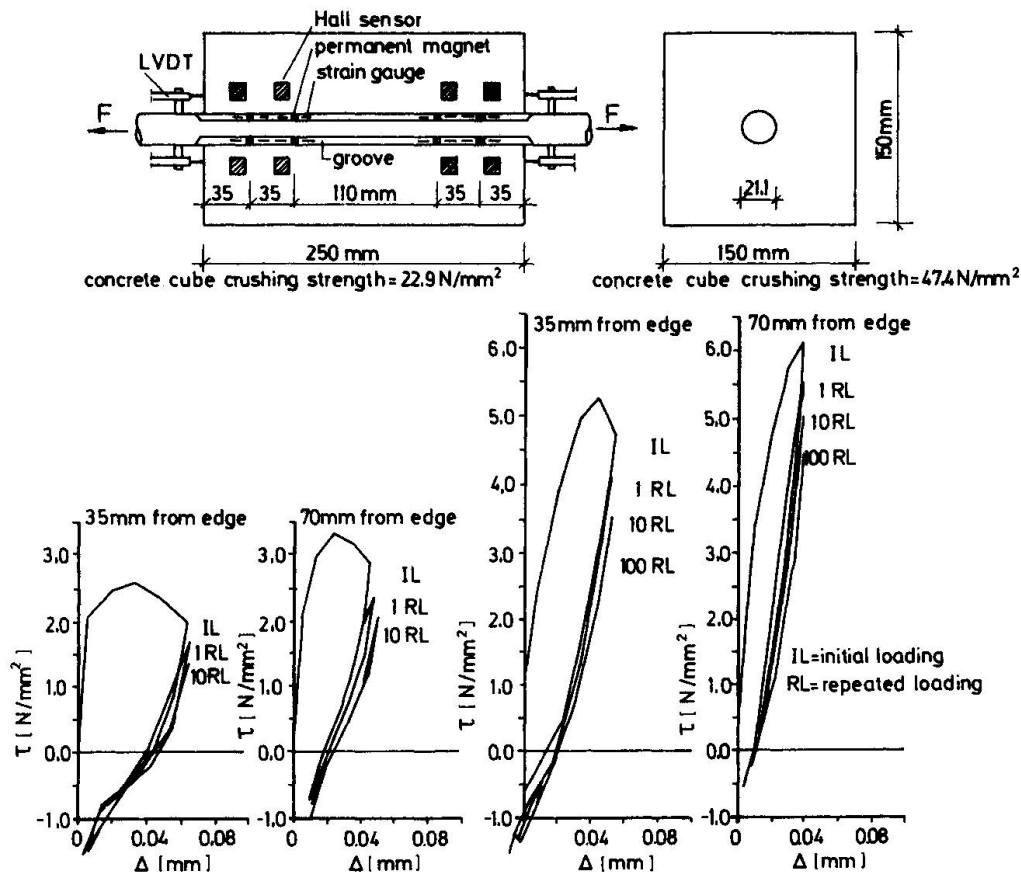 Hall sensor
permanent magnet
strain gauge
LVDT
F
F
groove
35 35 110mm 35 35
250 mm
21.1
150mm
150mm
concrete cube crushing strength=22.9 N/mm²
concrete cube crushing strength=47.4 N/mm²
35mm from edge
τ [N/mm²]
3.0
2.0
1.0
0.0
-1.0
0 0.04 0.08
Δ [mm]
IL
1 RL
10RL
70mm from edge
3.0
2.0
1.0
0.0
-1.0
0 0.04 0.08
Δ [mm]
IL
1 RL
10 RL
35mm from edge
τ [N/mm²]
6.0
5.0
4.0
3.0
2.0
1.0
0.0
-1.0
0 0.04 0.08
Δ [mm]
IL
1 RL
10 RL
100 RL
70mm from edge
τ [N/mm²]
6.0
5.0
4.0
3.0
2.0
1.0
0.0
-1.0
0 0.04 0.08
Δ [mm]
IL
1 RL
10 RL
100 RL
IL=initial loading
RL=repeated loading